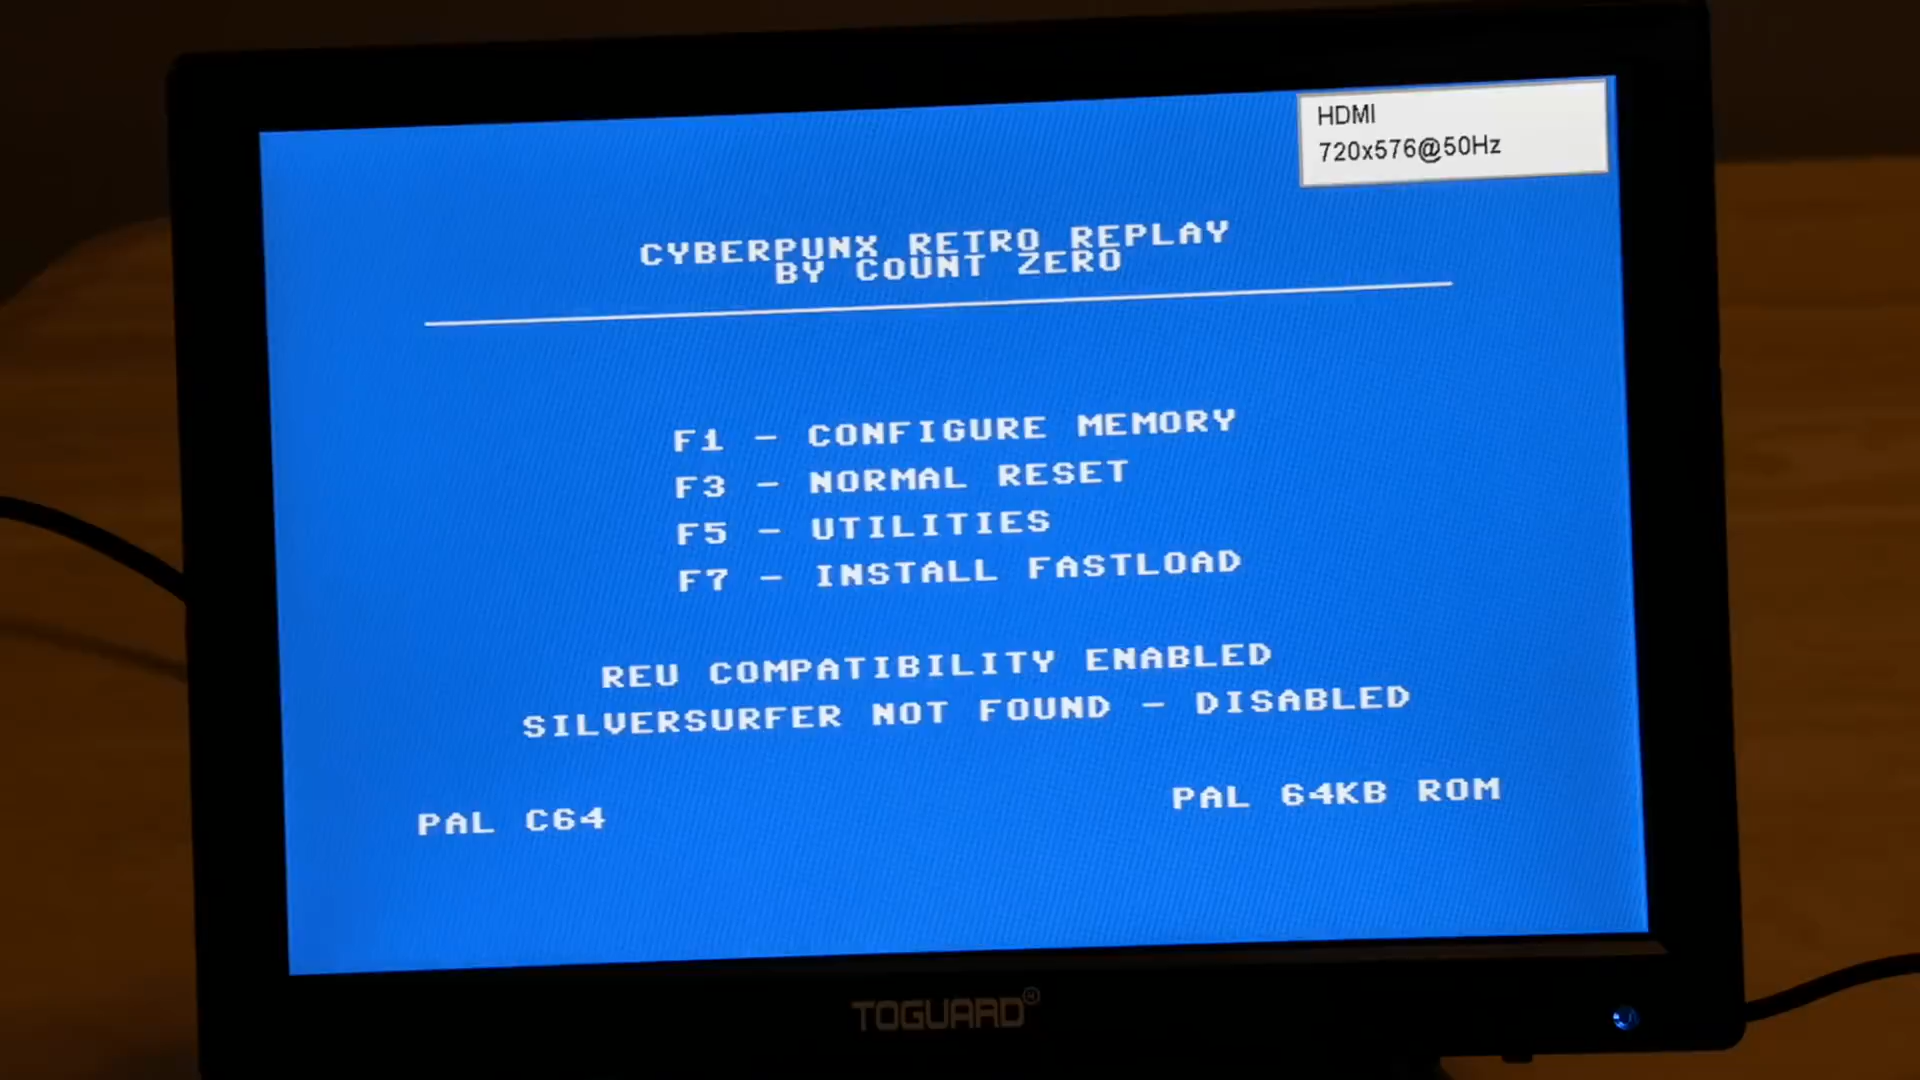 HDMI
720x576@50Hz
CYBERPUNX RETRO REPLAY
BY COUNT ZERO
F1 - CONFIGURE MEMORY
F3 - NORMAL RESET
F5 - UTILITIES
F7 - INSTALL FASTLOAD
REU COMPATIBILITY ENABLED
SILVERSURFER NOT FOUND - DISABLED
PAL C64
PAL 64KB ROM
TOGUARD®